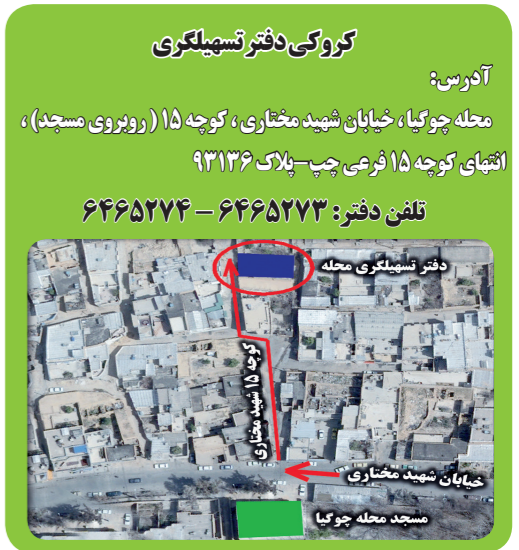 کروکی دفتر تسهیلگری
آدرس:
محله چوگیا ، خیابان شهید مختاری ، کوچه ۱۵ ( روبروی مسجد) ،
انتهای کوچه ۱۵ فرعی چپ-پلاک ۹۳۱۳۶
تلفن دفتر: ۶۴۶۵۲۷۳ - ۶۴۶۵۲۷۴
دفتر تسهیلگری محله
کوچه ۱۵ شهید مختاری
خیابان شهید مختاری
مسجد محله چوگیا